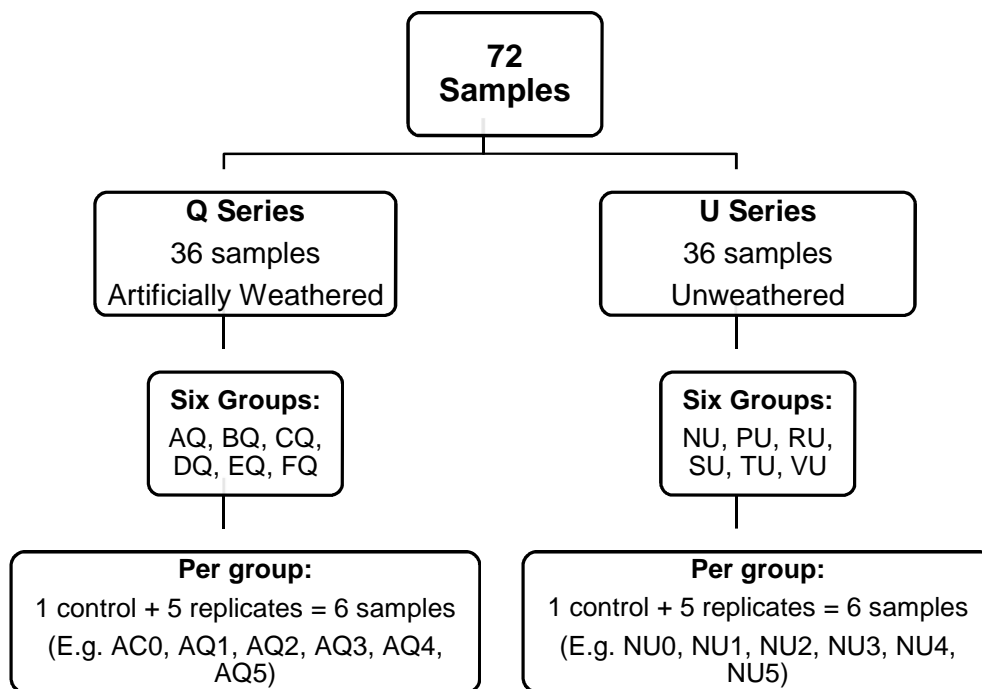 72
Samples
Q Series
36 samples
Artificially Weathered
U Series
36 samples
Unweathered
Six Groups:
AQ, BQ, CQ,
DQ, EQ, FQ
Six Groups:
NU, PU, RU,
SU, TU, VU
Per group:
1 control + 5 replicates = 6 samples
(E.g. AC0, AQ1, AQ2, AQ3, AQ4,
AQ5)
Per group:
1 control + 5 replicates = 6 samples
(E.g. NU0, NU1, NU2, NU3, NU4,
NU5)